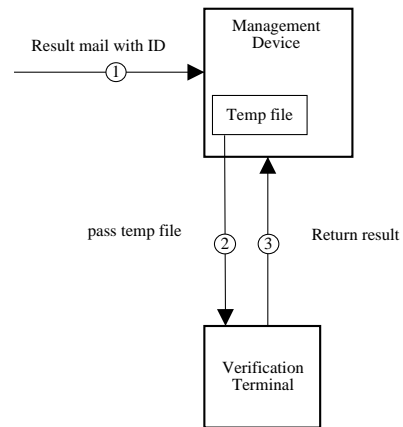 Management
Device
Result mail with ID
1
Temp file
pass temp file
2
3
Return result
Verification
Terminal